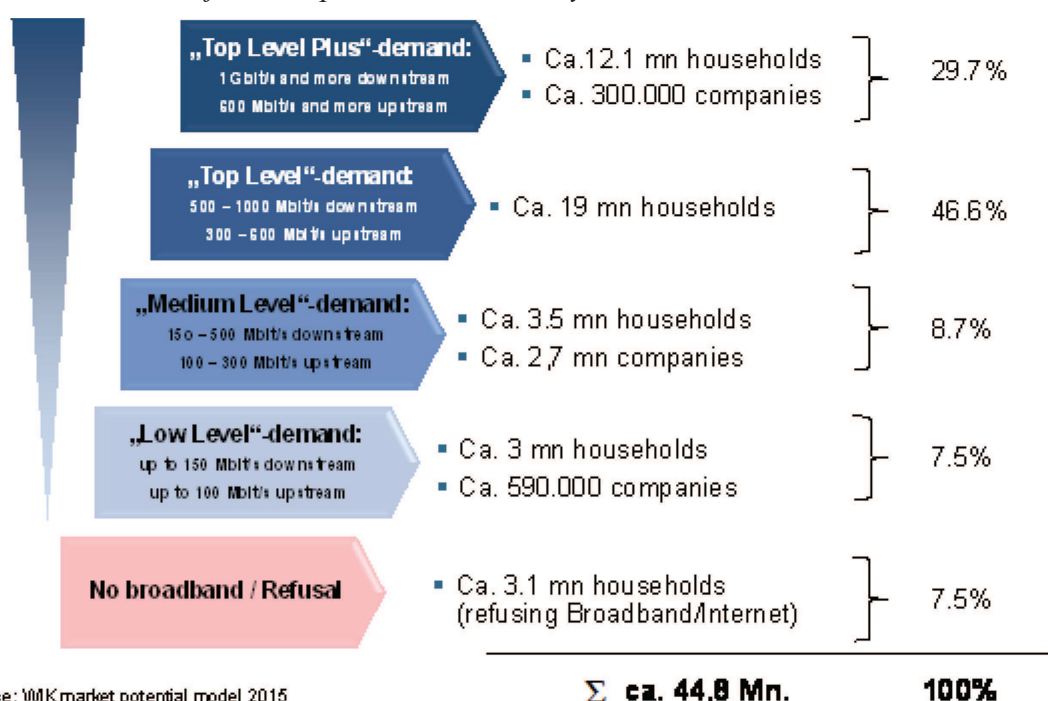 „Top Level Plus“-demand:
1 Gbit/s and more downstream
600 Mbit/s and more upstream
▪ Ca.12.1 mn households
▪ Ca. 300.000 companies
29.7%
„Top Level“-demand:
500 – 1000 Mbit/s downstream
300 – 600 Mbit/s upstream
▪ Ca. 19 mn households
46.6%
„Medium Level“-demand:
15o – 500 Mbit/s downstream
100 – 300 Mbit/s upstream
▪ Ca. 3.5 mn households
▪ Ca. 2,7 mn companies
8.7%
„Low Level“-demand:
up to 150 Mbit/s downstream
up to 100 Mbit/s upstream
▪ Ca. 3 mn households
▪ Ca. 590.000 companies
7.5%
No broadband / Refusal
▪ Ca. 3.1 mn households
(refusing Broadband/Internet)
7.5%
Σ ca. 44,8 Mn. 100%
WIK market potential model 2015